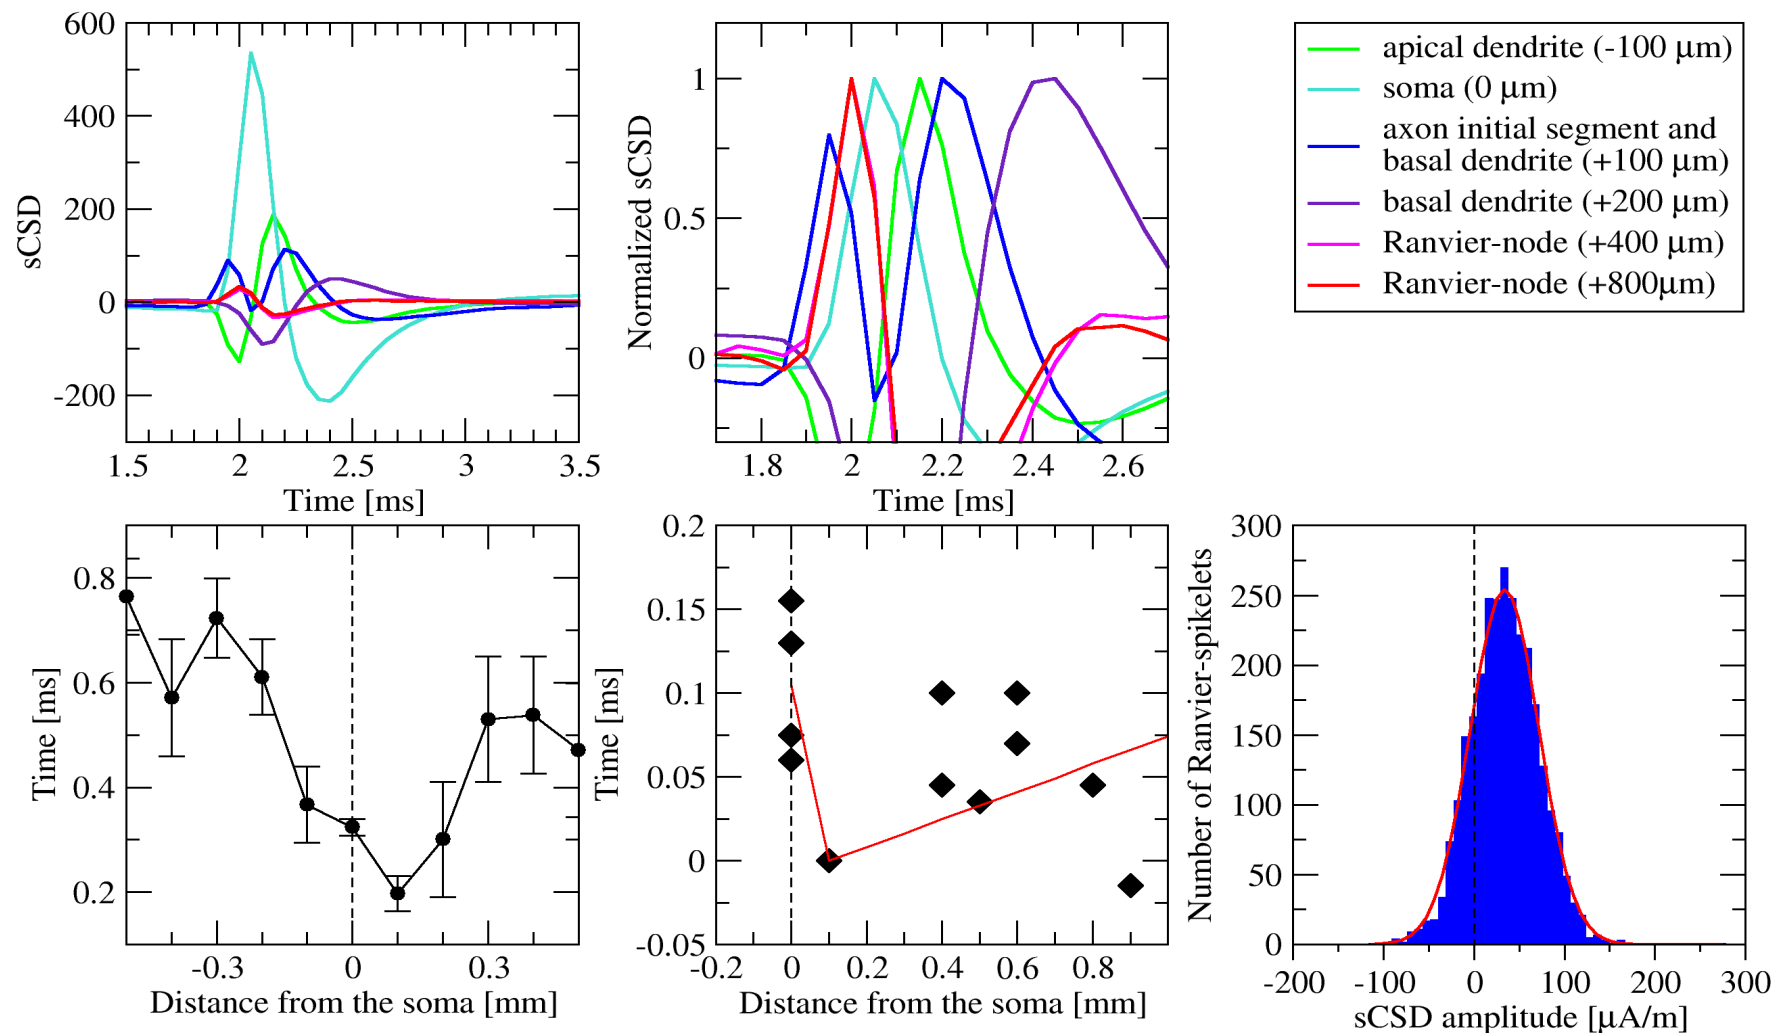 600
400
200
0
-200
sCSD
1.5
2
2.5
3
3.5
Time [ms]
1
0.5
0
Normalized sCSD
1.8
2
2.2
2.4
2.6
Time [ms]
apical dendrite (-100 μm)
soma (0 μm)
axon initial segment and
basal dendrite (+100 μm)
basal dendrite (+200 μm)
Ranvier-node (+400 μm)
Ranvier-node (+800μm)
0.8
0.6
0.4
0.2
Time [ms]
-0.3
0
0.3
Distance from the soma [mm]
0.2
0.15
0.1
0.05
0
-0.05
Time [ms]
-0.2
0
0.2
0.4
0.6
0.8
Distance from the soma [mm]
300
250
200
150
100
50
0
Number of Ranvier-spikelets
-200
-100
0
100
200
300
sCSD amplitude [μA/m]